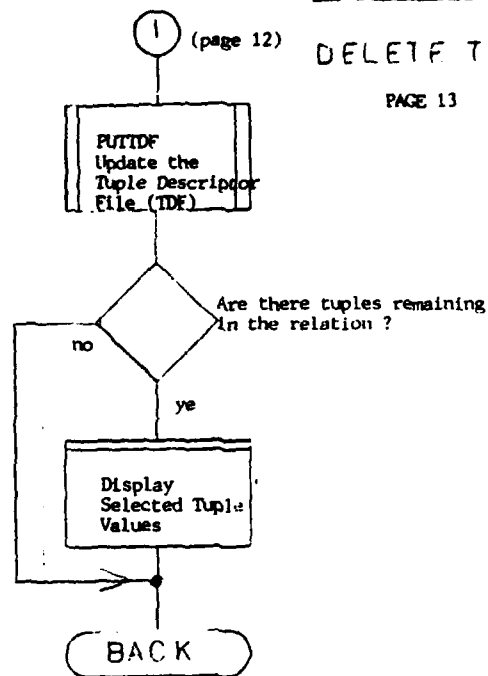 1 (page 12)
DELETE T
PAGE 13
PUTTDF
Update the
Tuple Descriptor
File (TDF)
Are there tuples remaining
in the relation ?
no
ye
Display
Selected Tuple
Values
BACK